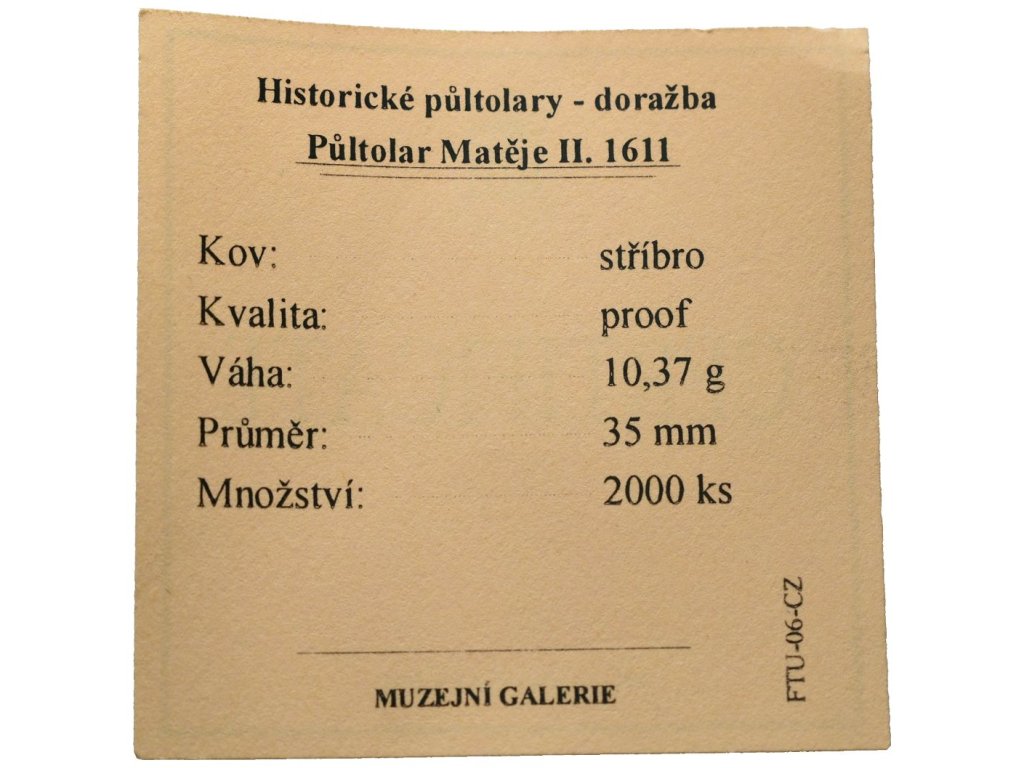 Historické půltolary - doražba
Půltolar Matěje II. 1611
Kov: stříbro
Kvalita: proof
Váha: 10,37 g
Průměr: 35 mm
Množství: 2000 ks
FTU-06-CZ
MUZEJNÍ GALERIE